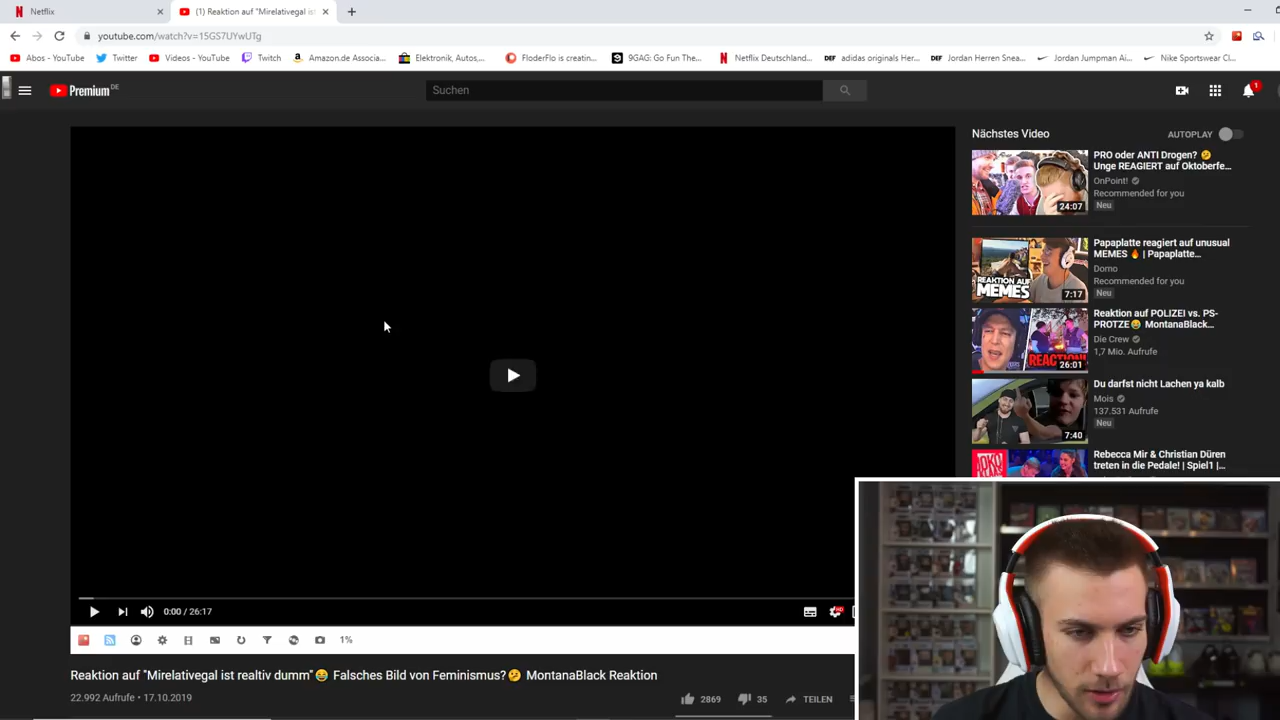 Netflix
(1) Reaktion auf "Mirelativegal ist
youtube.com/watch?v=15GS7UYwUTg
Abos - YouTube
Twitter
Videos - YouTube
Twitch
Amazon.de Associa...
Elektronik, Autos,...
FloderFlo is creatin...
9GAG: Go Fun The...
Netflix Deutschland...
adidas originals Her...
Jordan Herren Snea...
Jordan Jumpman Ai...
Nike Sportswear Cl...
Premium DE
Suchen
1
Nächstes Video
AUTOPLAY
PRO oder ANTI Drogen? 🤔
Unge REAGIERT auf Oktoberfe...
OnPoint!
Recommended for you
Neu
24:07
Papaplatte reagiert auf unusual
MEMES 🔥 | Papaplatte...
Domo
Recommended for you
Neu
REAKTION AUF
MEMES
7:17
Reaktion auf POLIZEI vs. PS-
PROTZE😂 MontanaBlack...
Die Crew
1,7 Mio. Aufrufe
REACTION!
26:01
Du darfst nicht Lachen ya kalb
Mois
137.531 Aufrufe
Neu
7:40
Rebecca Mir & Christian Düren
treten in die Pedale! | Spiel1 |...
0:00 / 26:17
HD
1%
Reaktion auf "Mirelativegal ist realtiv dumm"😂 Falsches Bild von Feminismus?🤔 MontanaBlack Reaktion
22.992 Aufrufe • 17.10.2019
2869
35
TEILEN